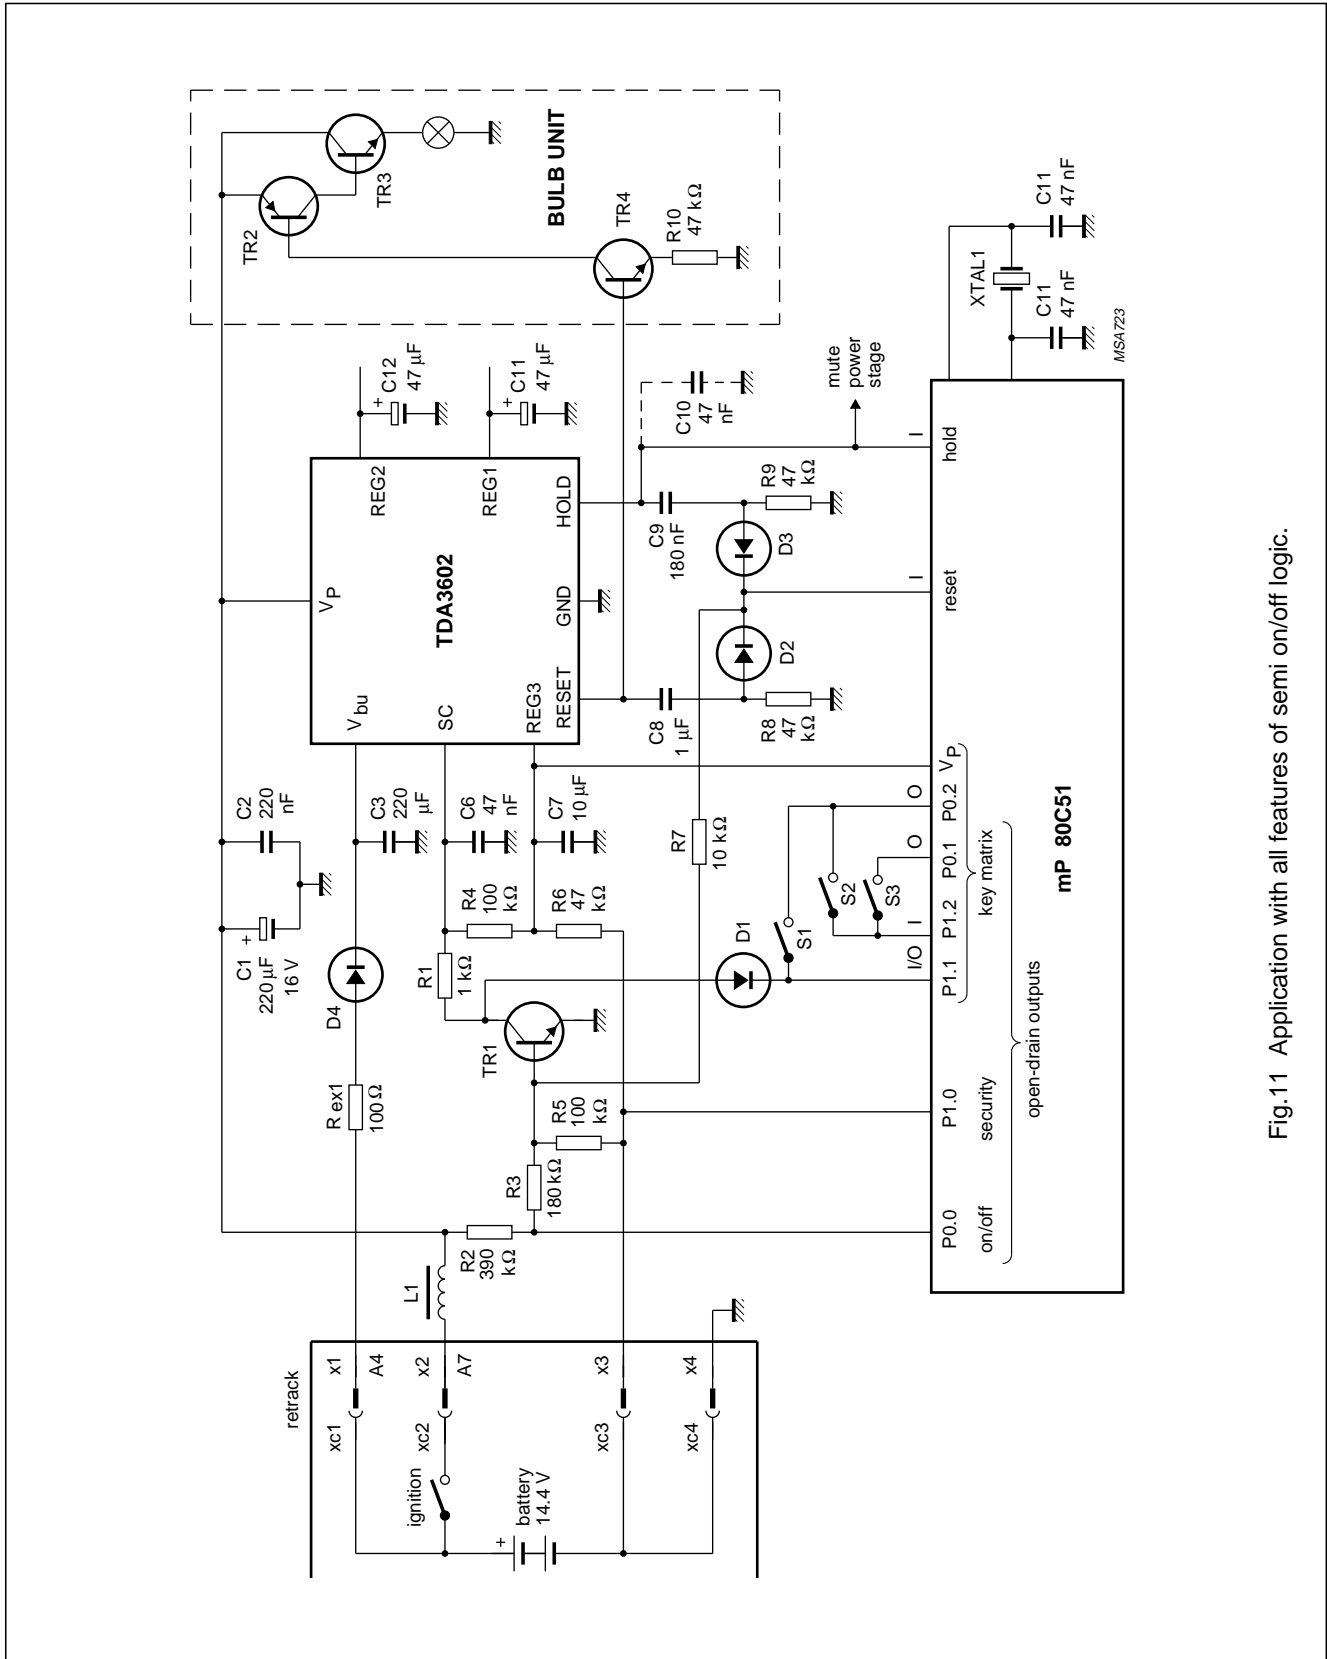 retrack
xc1
x1
A4
xc2
x2
A7
xc3
x3
xc4
x4
ignition
+
battery
14.4 V
L1
R ex1
100 Ω
D4
C1
220 μF
16 V
+
C2
220
nF
C3
220
μF
R2
390
kΩ
R3
180 kΩ
R5
100
kΩ
TR1
R1
1 kΩ
R4
100
kΩ
R6
47
kΩ
C6
47
nF
C7
10 μF
Vbu
SC
REG3
RESET
VP
TDA3602
GND
REG2
REG1
HOLD
+
C12
47 μF
+
C11
47 μF
TR2
TR3
BULB UNIT
TR4
R10
47 kΩ
C8
1 μF
R8
47
kΩ
D2
C9
180 nF
D3
R9
47
kΩ
C10
47
nF
R7
10 kΩ
D1
S1
S2
S3
mute
power
stage
I/O
I
O
O
I
I
P0.0
P1.0
P1.1
P1.2
P0.1
P0.2
VP
reset
hold
on/off
security
key matrix
open-drain outputs
mP 80C51
XTAL1
C11
47 nF
C11
47 nF
MSA723
Fig.11 Application with all features of semi on/off logic.